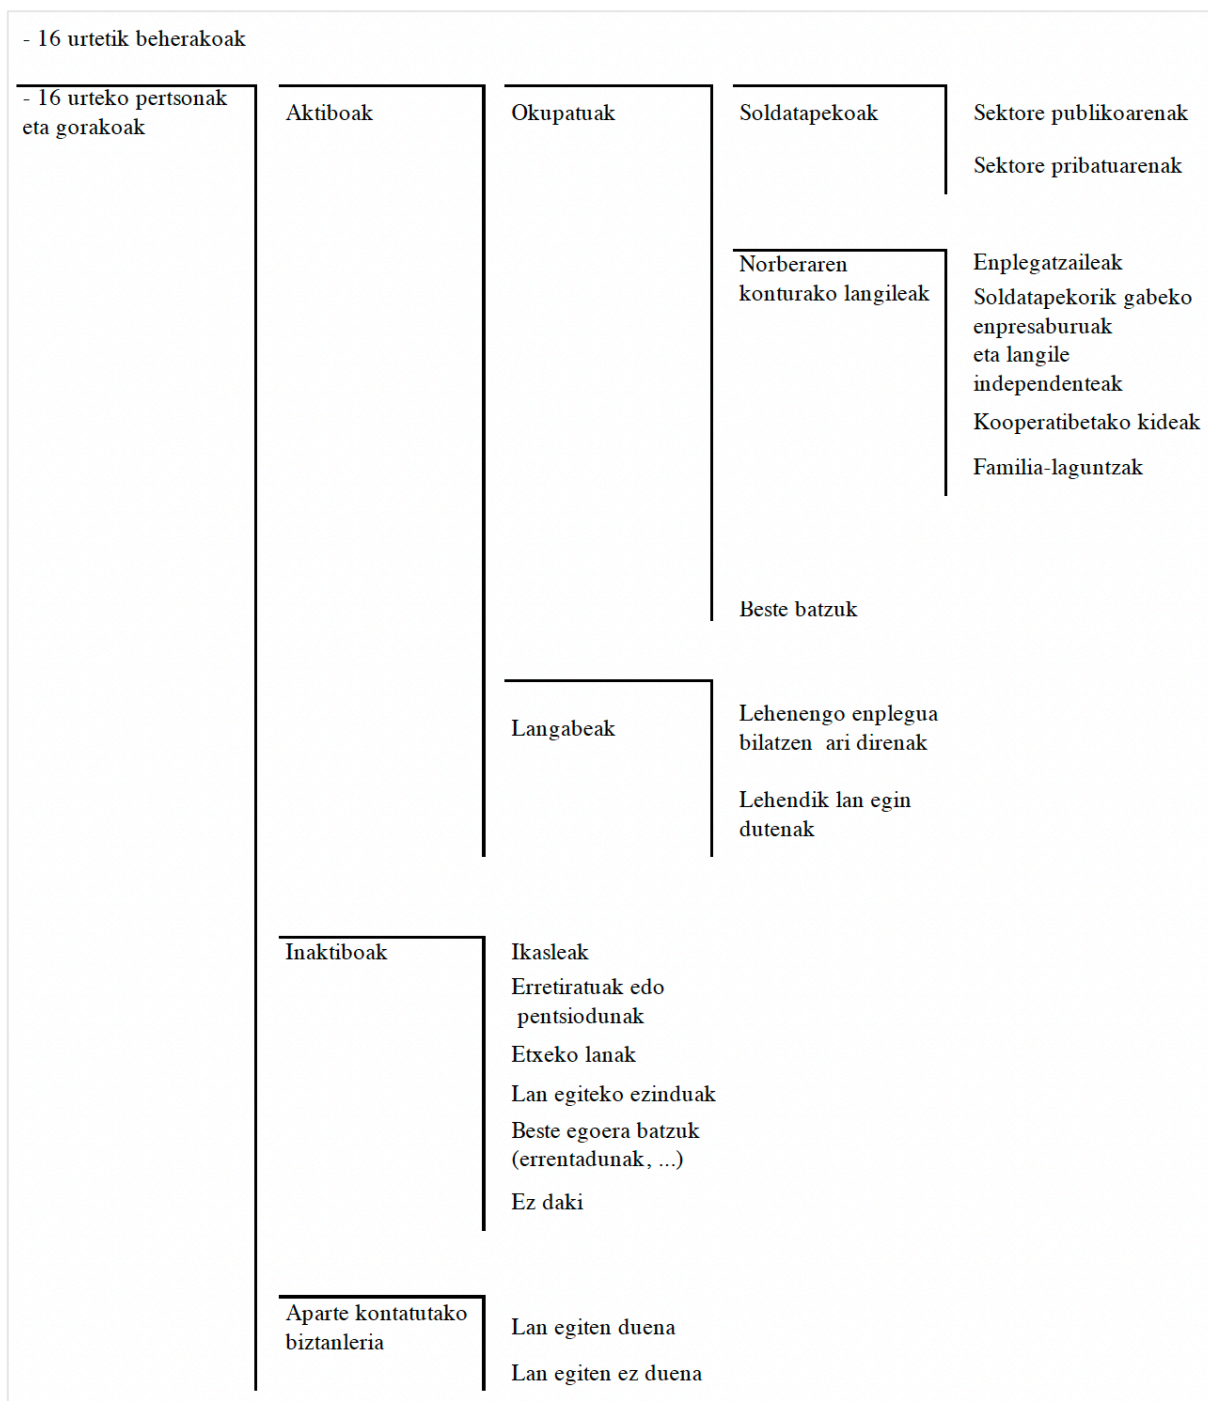 - 16 urtetik beherakoak
- 16 urteko pertsonak
eta gorakoak
Aktiboak
Okupatuak
Soldatapekoak
Sektore publikoarenak
Sektore pribatuarenak
Norberaren
konturako langileak
Enplegatzaileak
Soldatapekorik gabeko
enpresaburuak
eta langile
independenteak
Kooperatibetako kideak
Familia-laguntzak
Beste batzuk
Langabeak
Lehenengo enplegua
bilatzen ari direnak
Lehendik lan egin
dutenak
Inaktiboak
Ikasleak
Erretiratuak edo
pentsiodunak
Etxeko lanak
Lan egiteko ezinduak
Beste egoera batzuk
(errentadunak, ...)
Ez daki
Aparte kontatutako
biztanleria
Lan egiten duena
Lan egiten ez duena